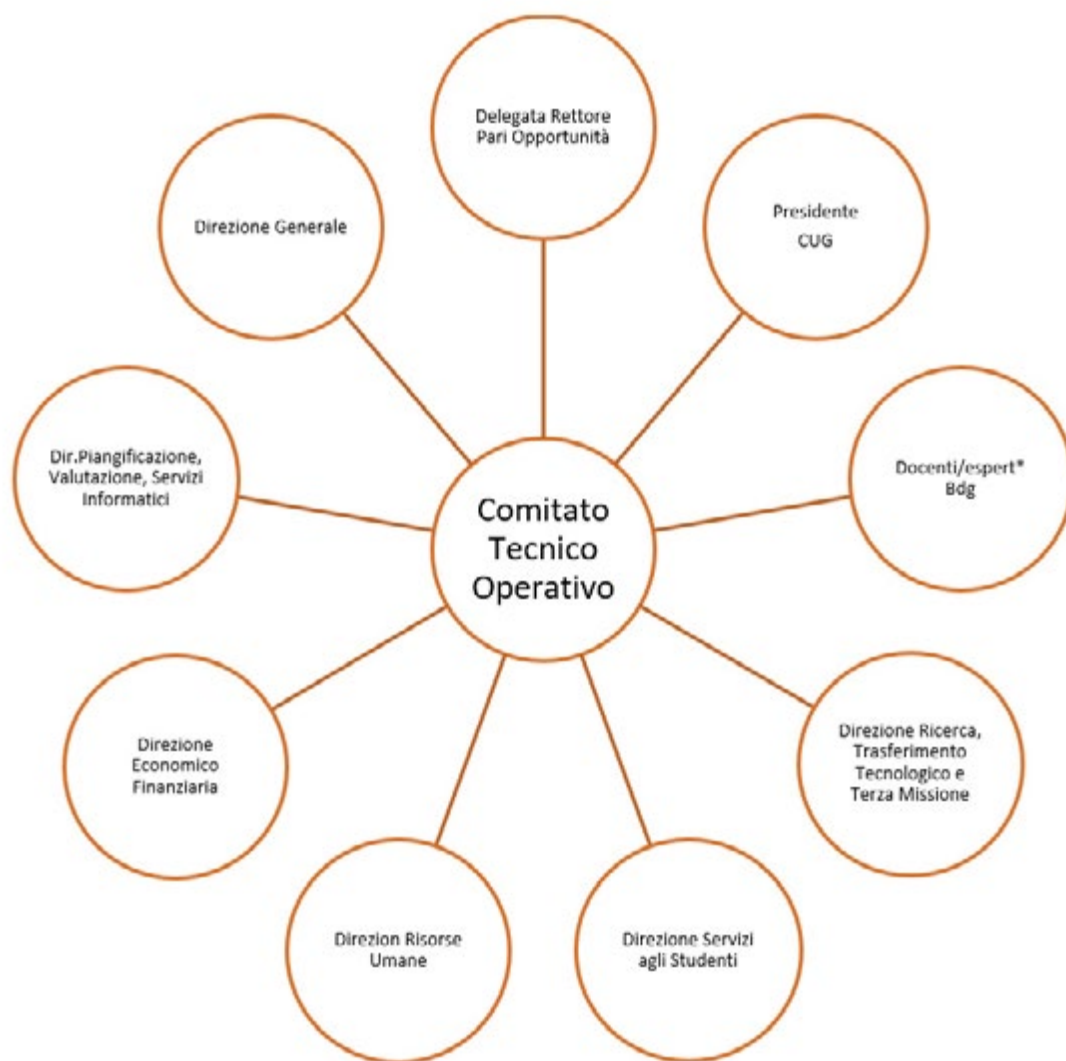 Delegata Rettore
Pari Opportunità
Presidente
CUG
Docenti/espert*
Bdg
Direzione Ricerca,
Trasferimento
Tecnologico e
Terza Missione
Direzione Servizi
agli Studenti
Direzion Risorse
Umane
Direzione
Economico
Finanziaria
Dir.Piangificazione,
Valutazione, Servizi
Informatici
Direzione Generale
Comitato
Tecnico
Operativo